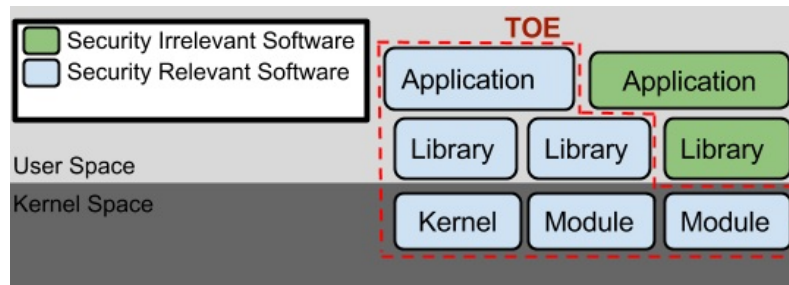 TOE
Security Irrelevant Software
Security Relevant Software
Application
Application
Library
Library
Library
User Space
Kernel Space
Kernel
Module
Module